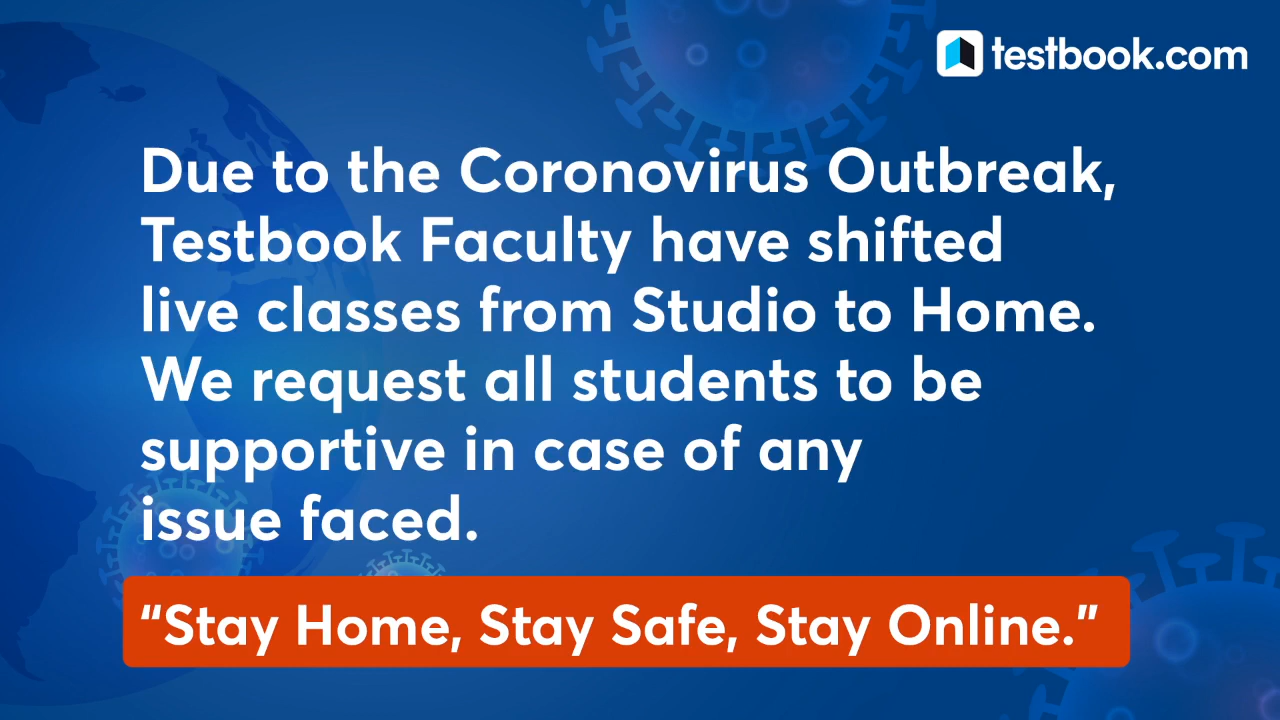 testbook.com
Due to the Coronovirus Outbreak,
Testbook Faculty have shifted
live classes from Studio to Home.
We request all students to be
supportive in case of any
issue faced.
“Stay Home, Stay Safe, Stay Online.”